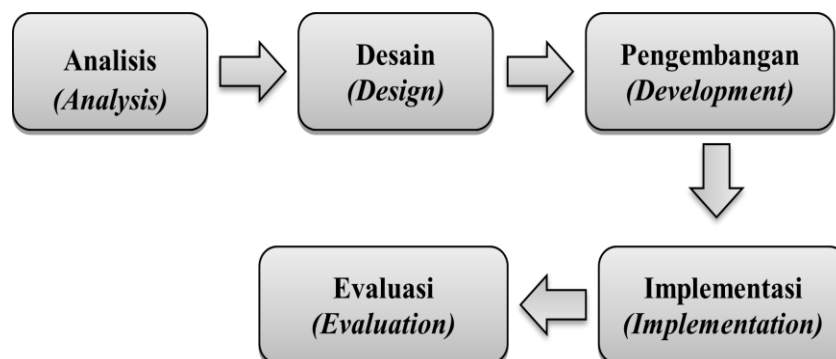 Analisis
(Analysis)
Desain
(Design)
Pengembangan
(Development)
Implementasi
(Implementation)
Evaluasi
(Evaluation)